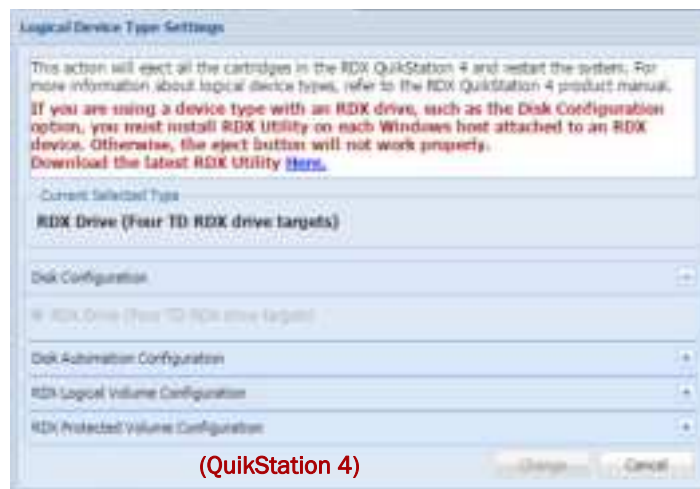 Logical Device Type Settings
This action will eject all the cartridges in the RDX QuikStation 4 and restart the system. For
more information about logical device types, refer to the RDX QuikStation 4 product manual.
If you are using a device type with an RDX drive, such as the Disk Configuration
option, you must install RDX Utility on each Windows host attached to an RDX
device. Otherwise, the eject button will not work properly.
Download the latest RDX Utility Here.
Current Selected Type
RDX Drive (Four TD RDX drive targets)
Disk Configuration
RDX Drive (Four TD RDX drive targets)
Disk Automation Configuration
RDX Logical Volume Configuration
RDX Protected Volume Configuration
(QuikStation 4)
Change
Cancel